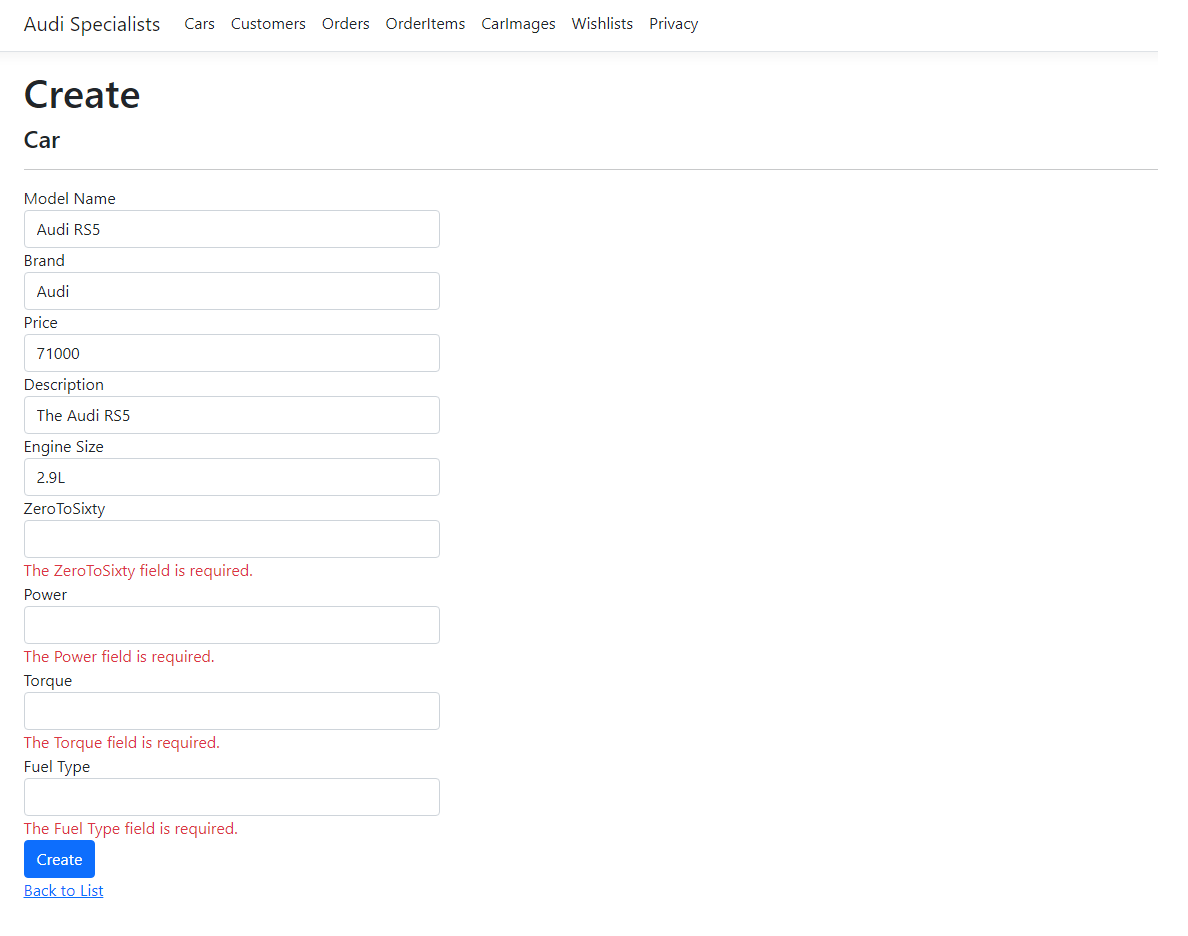 Audi Specialists Cars Customers Orders OrderItems CarImages Wishlists Privacy
Create
Car
Model Name
Audi RS5
Brand
Audi
Price
71000
Description
The Audi RS5
Engine Size
2.9L
ZeroToSixty
The ZeroToSixty field is required.
Power
The Power field is required.
Torque
The Torque field is required.
Fuel Type
The Fuel Type field is required.
Create
Back to List